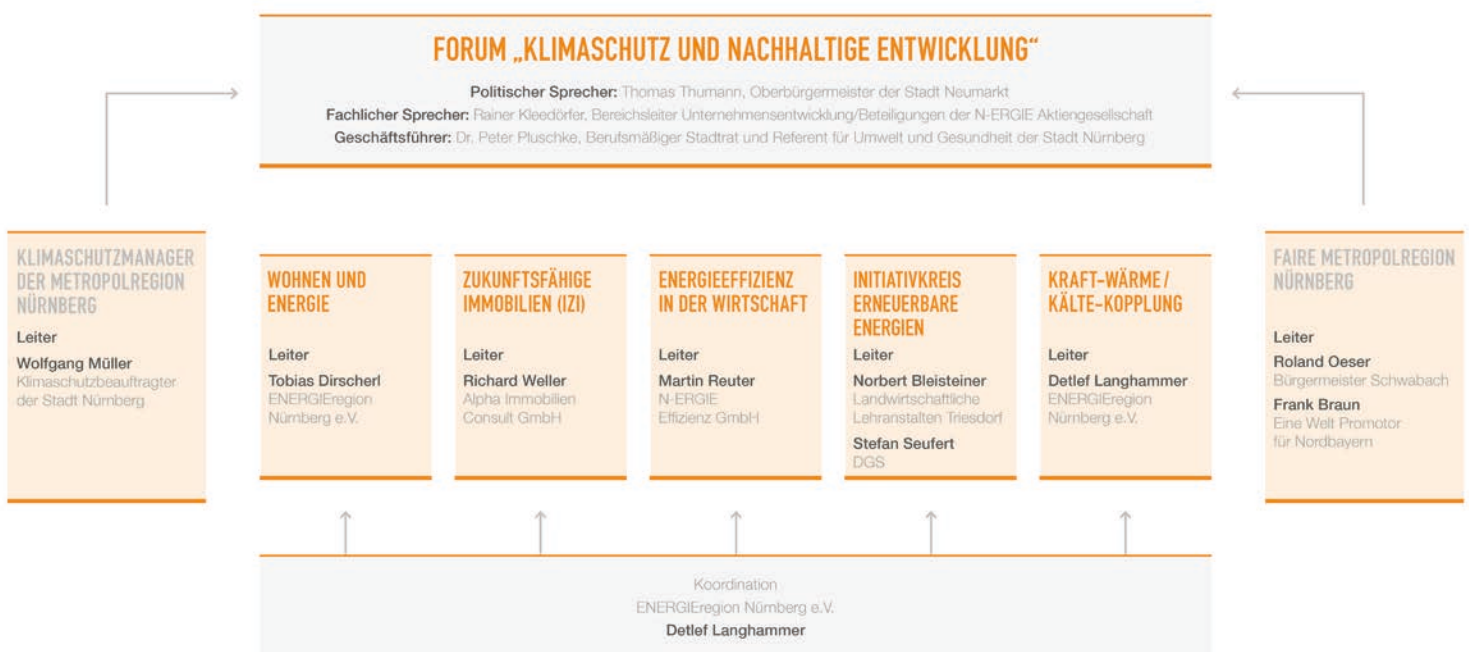 FORUM „KLIMASCHUTZ UND NACHHALTIGE ENTWICKLUNG“
Politischer Sprecher: Thomas Thumann, Oberbürgermeister der Stadt Neumarkt
Fachlicher Sprecher: Rainer Kleedörfer, Bereichsleiter Unternehmensentwicklung/Beteiligungen der N-ERGIE Aktiengesellschaft
Geschäftsführer: Dr. Peter Pluschke, Berufsmäßiger Stadtrat und Referent für Umwelt und Gesundheit der Stadt Nürnberg
KLIMASCHUTZMANAGER
DER METROPOLREGION
NÜRNBERG
Leiter
Wolfgang Müller
Klimaschutzbeauftragter
der Stadt Nürnberg
WOHNEN UND
ENERGIE
Leiter
Tobias Dirscherl
ENERGIEregion
Nürnberg e.V.
ZUKUNFTSFÄHIGE
IMMOBILIEN (IZI)
Leiter
Richard Weller
Alpha Immobilien
Consult GmbH
ENERGIEEFFIZIENZ
IN DER WIRTSCHAFT
Leiter
Martin Reuter
N-ERGIE
Effizienz GmbH
INITIATIVKREIS
ERNEUERBARE
ENERGIEN
Leiter
Norbert Bleisteiner
Landwirtschaftliche
Lehranstalten Triesdorf
Stefan Seufert
DGS
KRAFT-WÄRME/
KÄLTE-KOPPLUNG
Leiter
Detlef Langhammer
ENERGIEregion
Nürnberg e.V.
FAIRE METROPOLREGION
NÜRNBERG
Leiter
Roland Oeser
Bürgermeister Schwabach
Frank Braun
Eine Welt Promotor
für Nordbayern
Koordination
ENERGIEregion Nürnberg e.V.
Detlef Langhammer